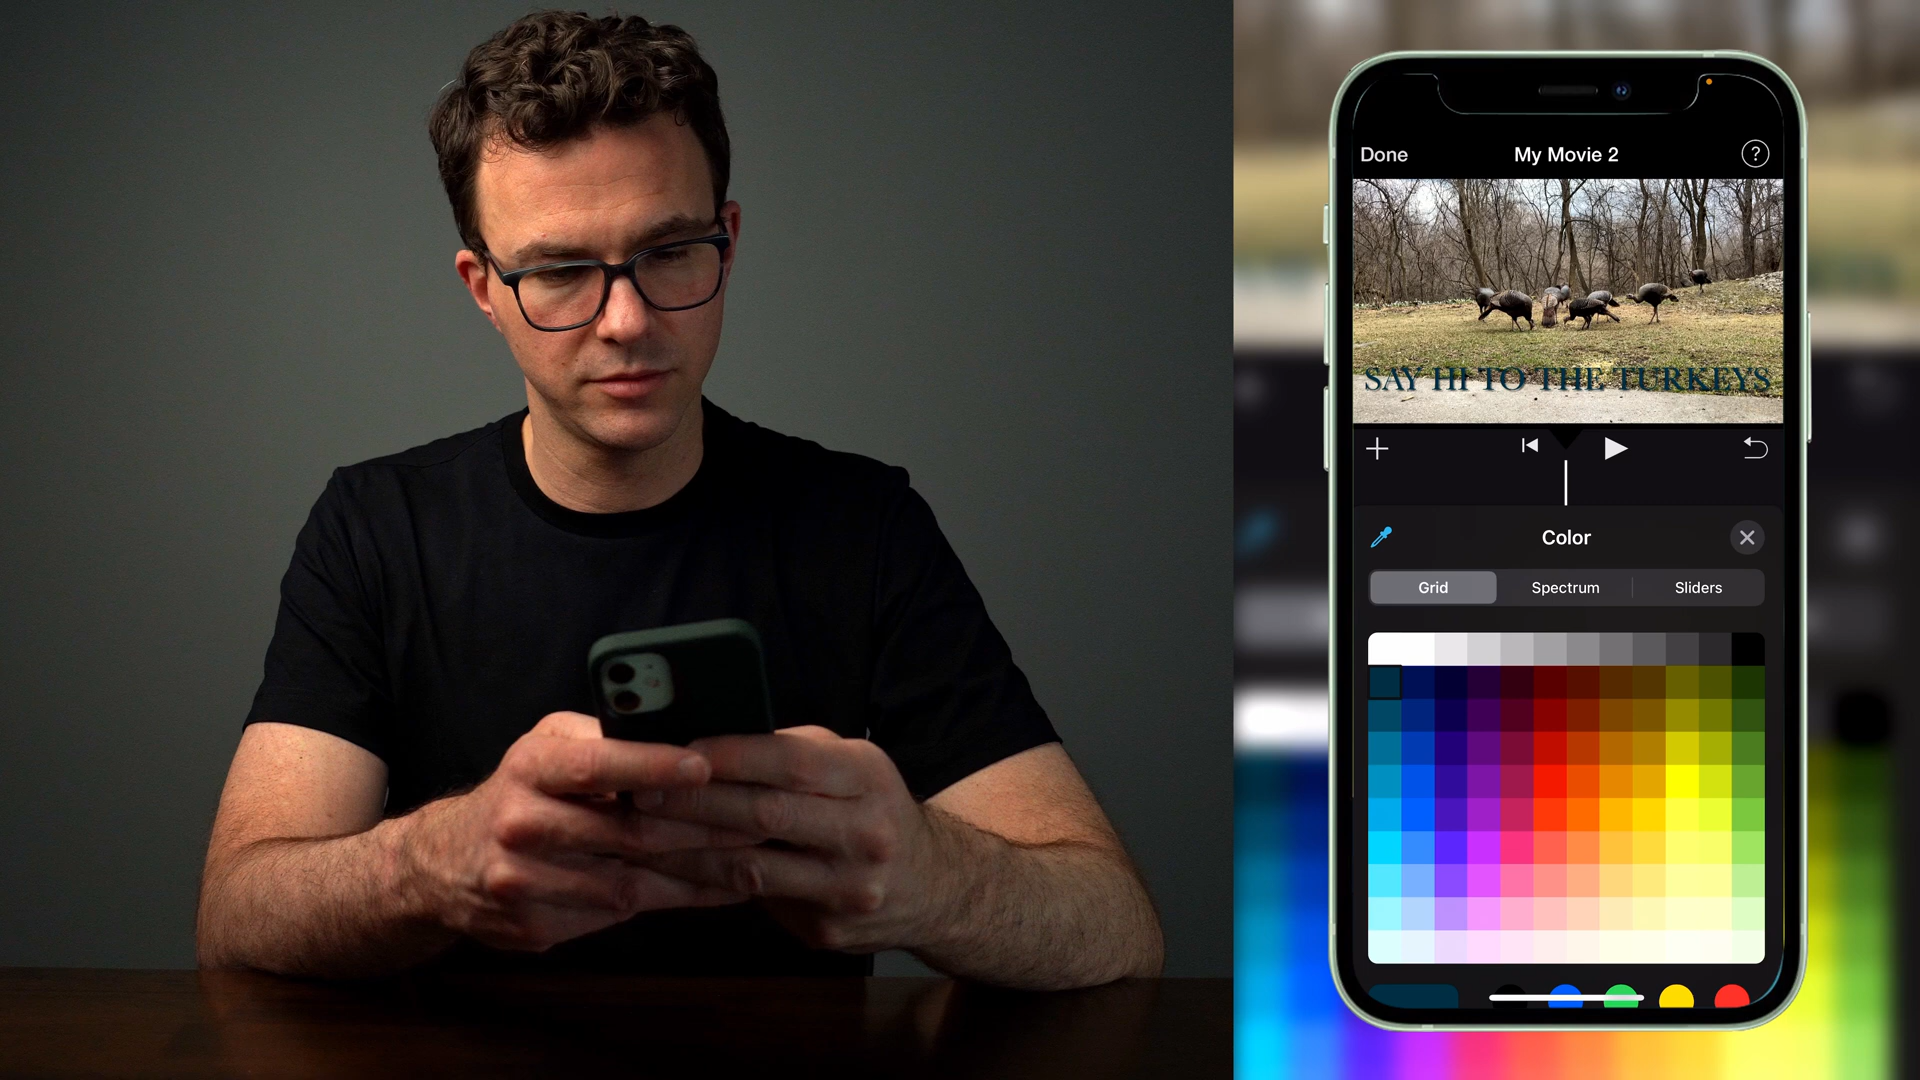 Done My Movie 2 ?
SAY HI TO THE TURKEYS
Color
Grid Spectrum Sliders